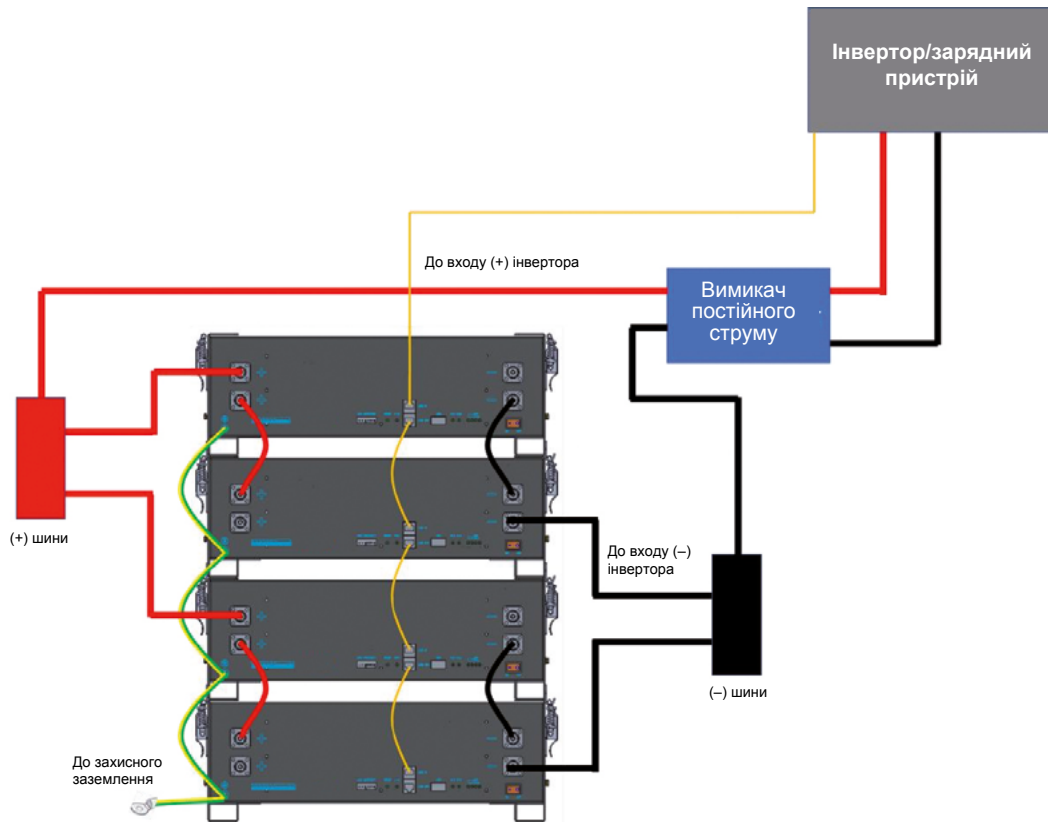 Інвертор/зарядний
пристрій
До входу (+) інвертора
Вимикач
постійного
струму
(+) шини
До входу (–)
інвертора
(–) шини
До захисного
заземлення